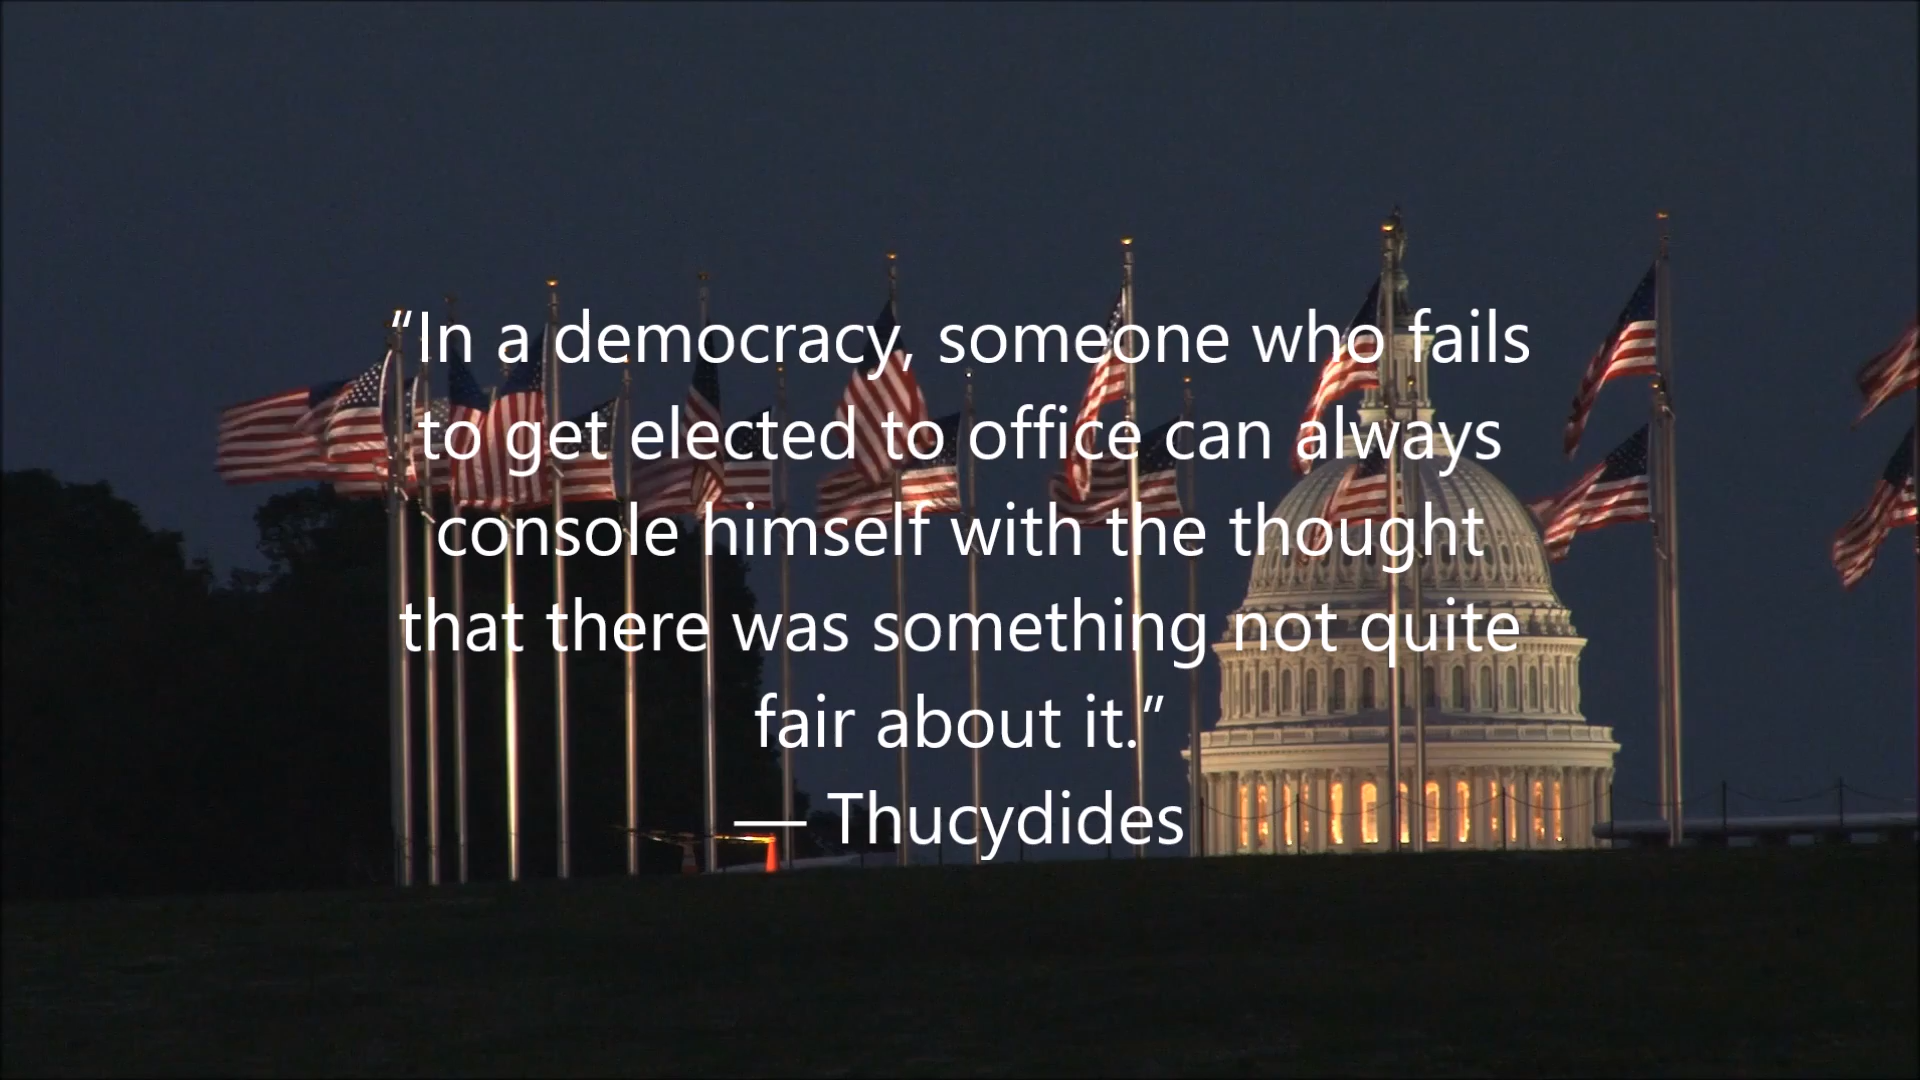 “In a democracy, someone who fails
to get elected to office can always
console himself with the thought
that there was something not quite
fair about it.”
— Thucydides